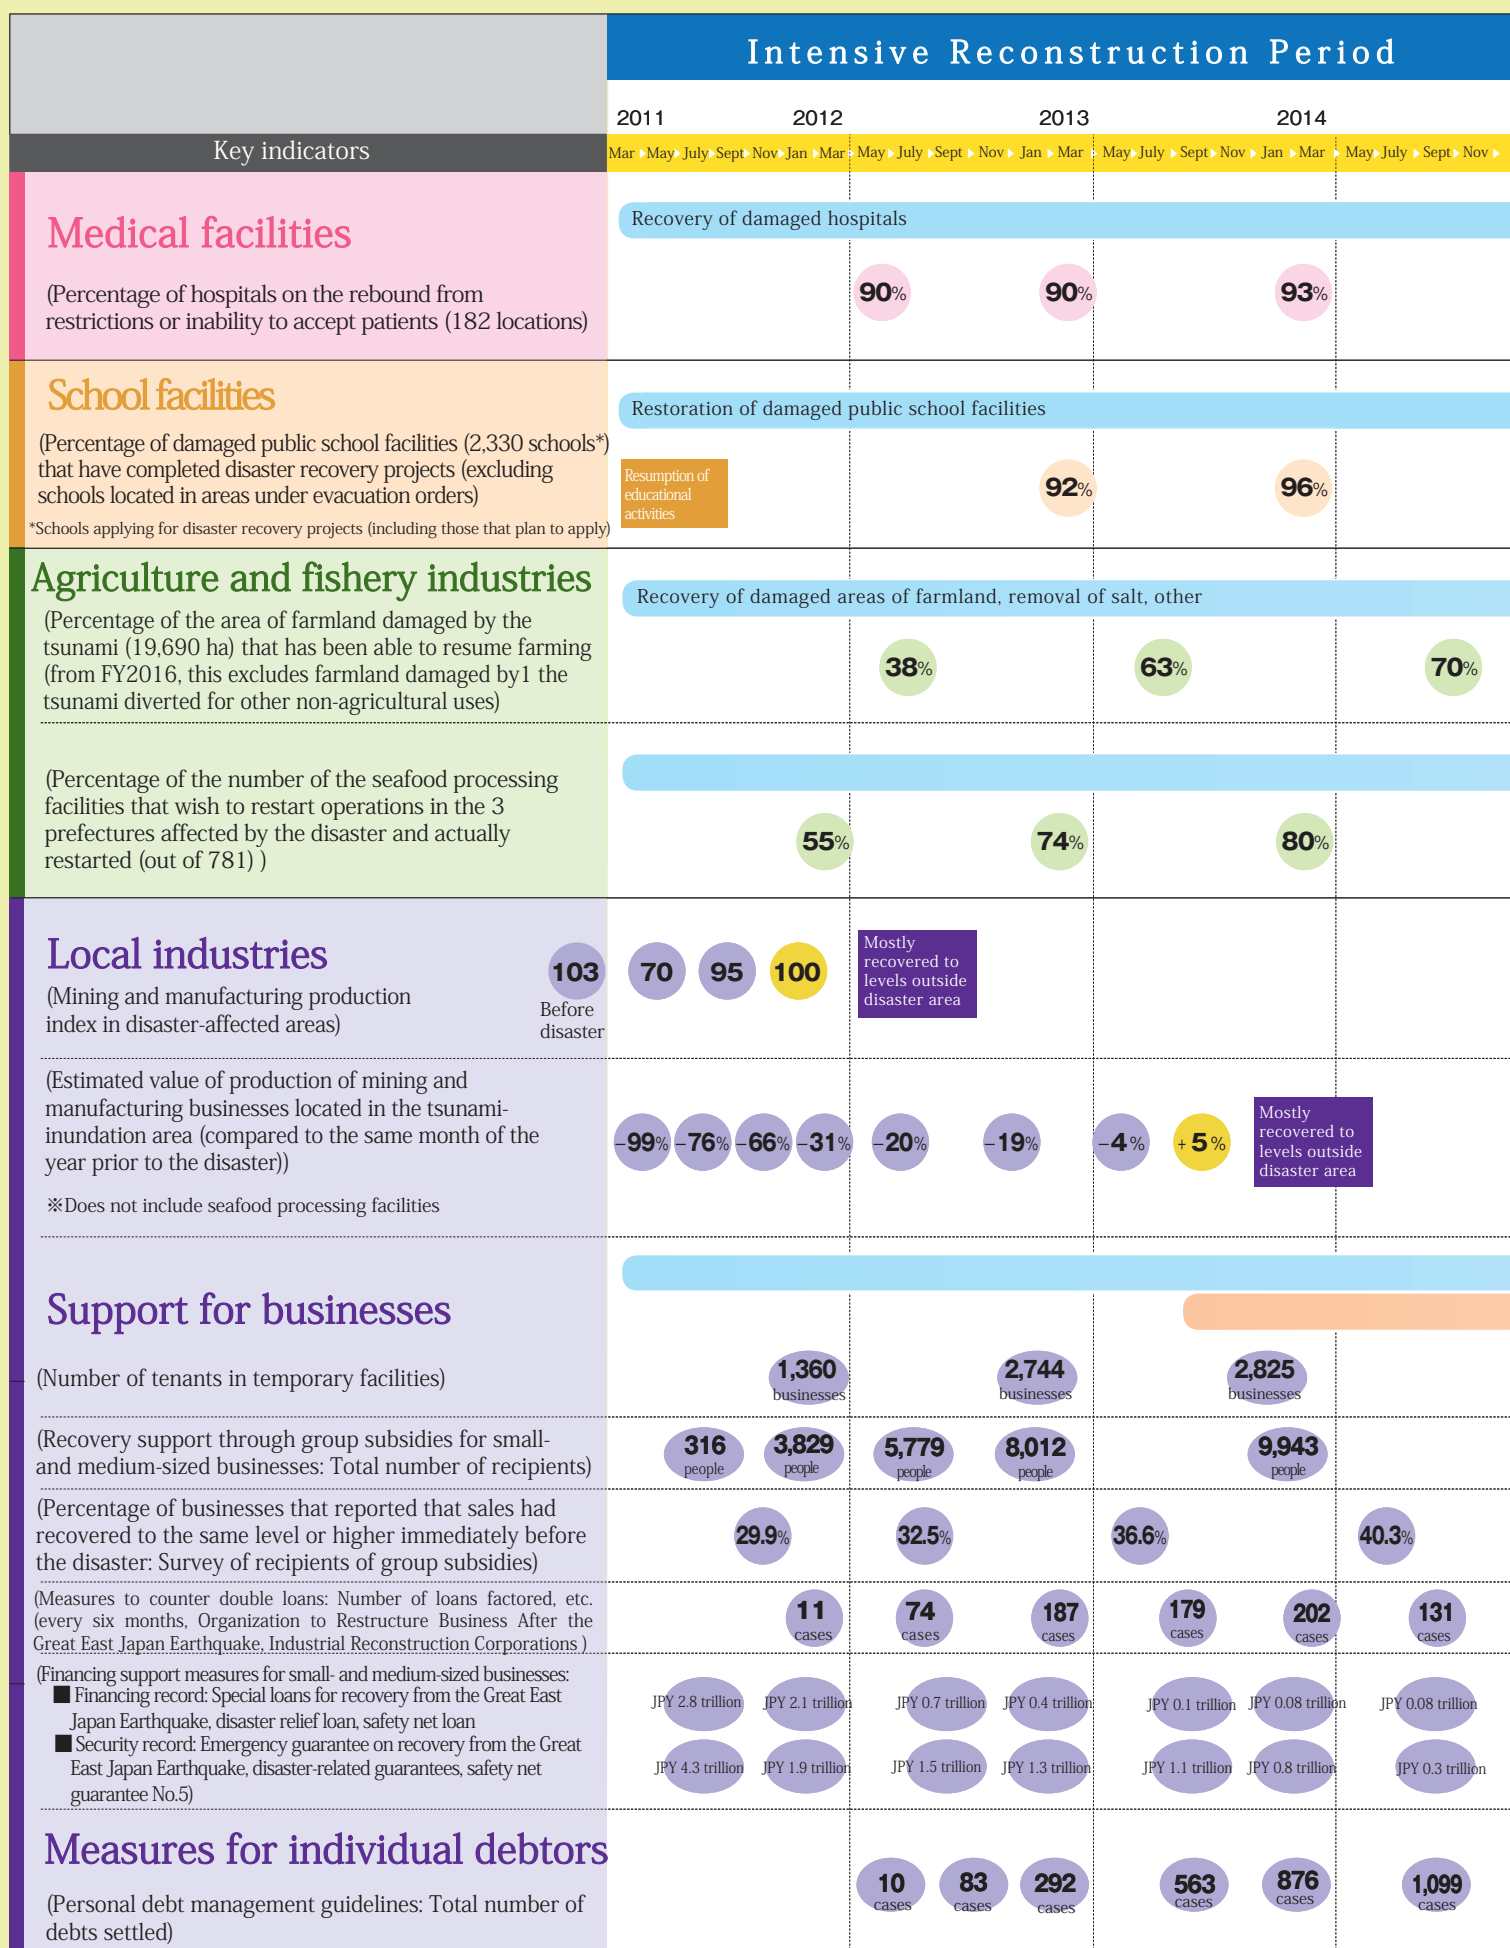 Intensive Reconstruction Period
2011 2012 2013 2014
Key indicators
Mar May July Sept Nov Jan Mar May July Sept Nov Jan Mar May July Sept Nov Jan Mar May July Sept Nov
Medical facilities
(Percentage of hospitals on the rebound from
restrictions or inability to accept patients (182 locations)
Recovery of damaged hospitals
90% 90% 93%
School facilities
(Percentage of damaged public school facilities (2,330 schools*)
that have completed disaster recovery projects (excluding
schools located in areas under evacuation orders)
*Schools applying for disaster recovery projects (including those that plan to apply)
Restoration of damaged public school facilities
Resumption of
educational
activities
92% 96%
Agriculture and fishery industries
(Percentage of the area of farmland damaged by the
tsunami (19,690 ha) that has been able to resume farming
(from FY2016, this excludes farmland damaged by1 the
tsunami diverted for other non-agricultural uses)
Recovery of damaged areas of farmland, removal of salt, other
38% 63% 70%
(Percentage of the number of the seafood processing
facilities that wish to restart operations in the 3
prefectures affected by the disaster and actually
restarted (out of 781) )
55% 74% 80%
Local industries
(Mining and manufacturing production
index in disaster-affected areas)
103
Before
disaster
70 95 100
Mostly
recovered to
levels outside
disaster area
(Estimated value of production of mining and
manufacturing businesses located in the tsunami-
inundation area (compared to the same month of the
year prior to the disaster))
※Does not include seafood processing facilities
−99% −76% −66% −31% −20% −19% −4% +5%
Mostly
recovered to
levels outside
disaster area
Support for businesses
(Number of tenants in temporary facilities)
1,360 2,744 2,825
businesses businesses businesses
(Recovery support through group subsidies for small-
and medium-sized businesses: Total number of recipients)
316 3,829 5,779 8,012 9,943
people people people people people
(Percentage of businesses that reported that sales had
recovered to the same level or higher immediately before
the disaster: Survey of recipients of group subsidies)
29.9% 32.5% 36.6% 40.3%
(Measures to counter double loans: Number of loans factored, etc.
(every six months, Organization to Restructure Business After the
Great East Japan Earthquake, Industrial Reconstruction Corporations )
11 74 187 179 202 131
cases cases cases cases cases cases
(Financing support measures for small- and medium-sized businesses:
■ Financing record: Special loans for recovery from the Great East
Japan Earthquake, disaster relief loan, safety net loan
■ Security record: Emergency guarantee on recovery from the Great
East Japan Earthquake, disaster-related guarantees, safety net
guarantee No.5)
JPY 2.8 trillion JPY 2.1 trillion JPY 0.7 trillion JPY 0.4 trillion JPY 0.1 trillion JPY 0.08 trillion JPY 0.08 trillion
JPY 4.3 trillion JPY 1.9 trillion JPY 1.5 trillion JPY 1.3 trillion JPY 1.1 trillion JPY 0.8 trillion JPY 0.3 trillion
Measures for individual debtors
(Personal debt management guidelines: Total number of
debts settled)
10 83 292 563 876 1,099
cases cases cases cases cases cases